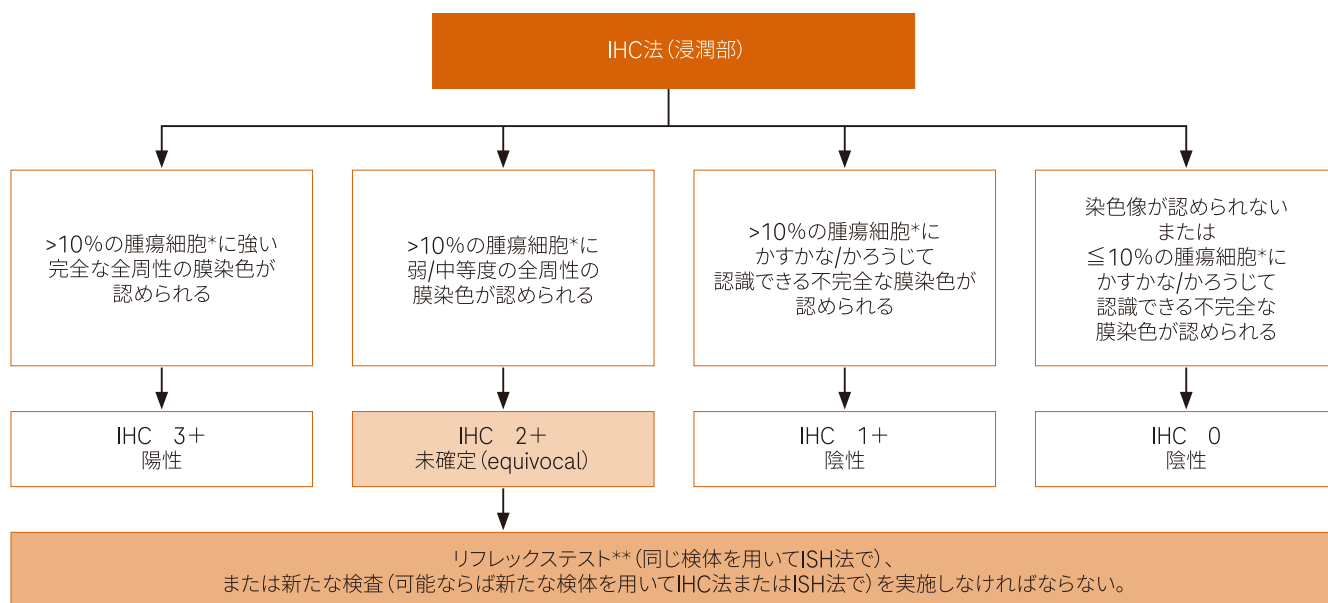 IHC法（浸潤部）
>10%の腫瘍細胞*に強い
完全な全周性の膜染色が
認められる
>10%の腫瘍細胞*に
弱/中等度の全周性の
膜染色が認められる
>10%の腫瘍細胞*に
かすかな/かろうじて
認識できる不完全な膜染色が
認められる
染色像が認められない
または
≦10%の腫瘍細胞*に
かすかな/かろうじて
認識できる不完全な
膜染色が認められる
IHC　3＋
陽性
IHC　2＋
未確定（equivocal）
IHC　1＋
陰性
IHC　0
陰性
リフレックステスト**（同じ検体を用いてISH法で）、
または新たな検査（可能ならば新たな検体を用いてIHC法またはISH法で）を実施しなければならない。